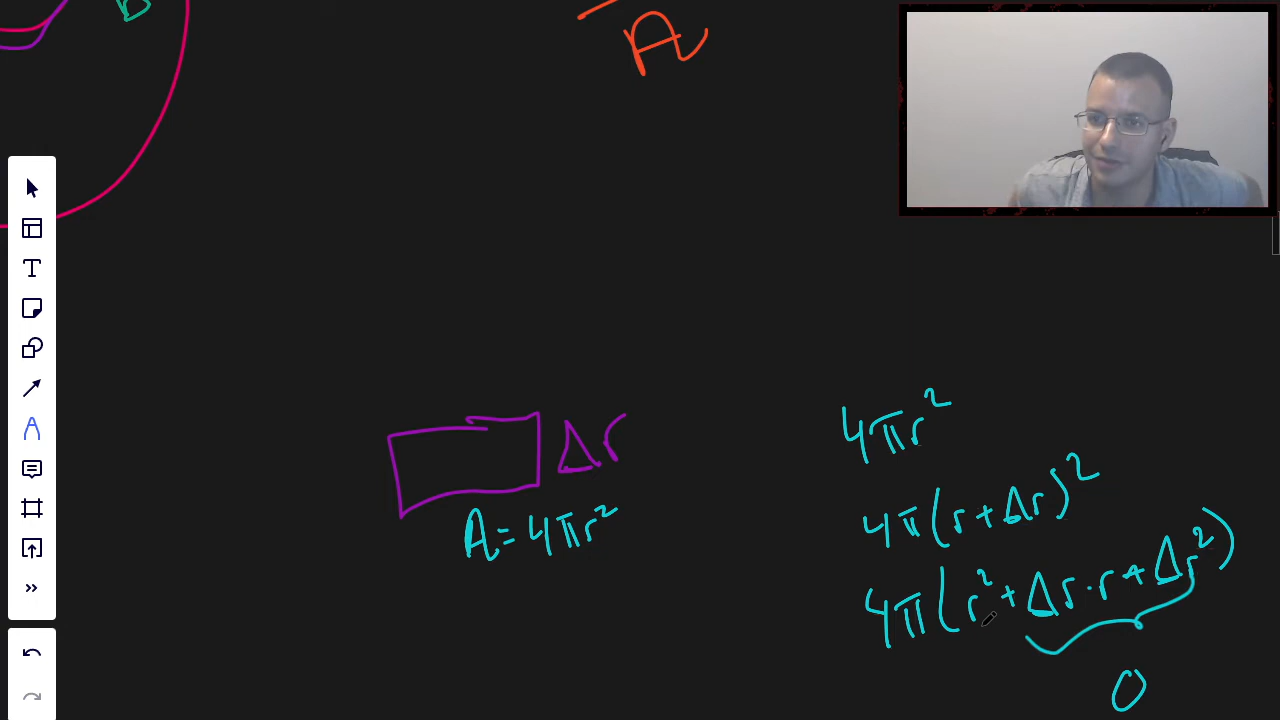 B
A
Δr
A = 4πr²
4πr²
4π(r + Δr)²
4π(r² + Δr · r + Δr²)
0